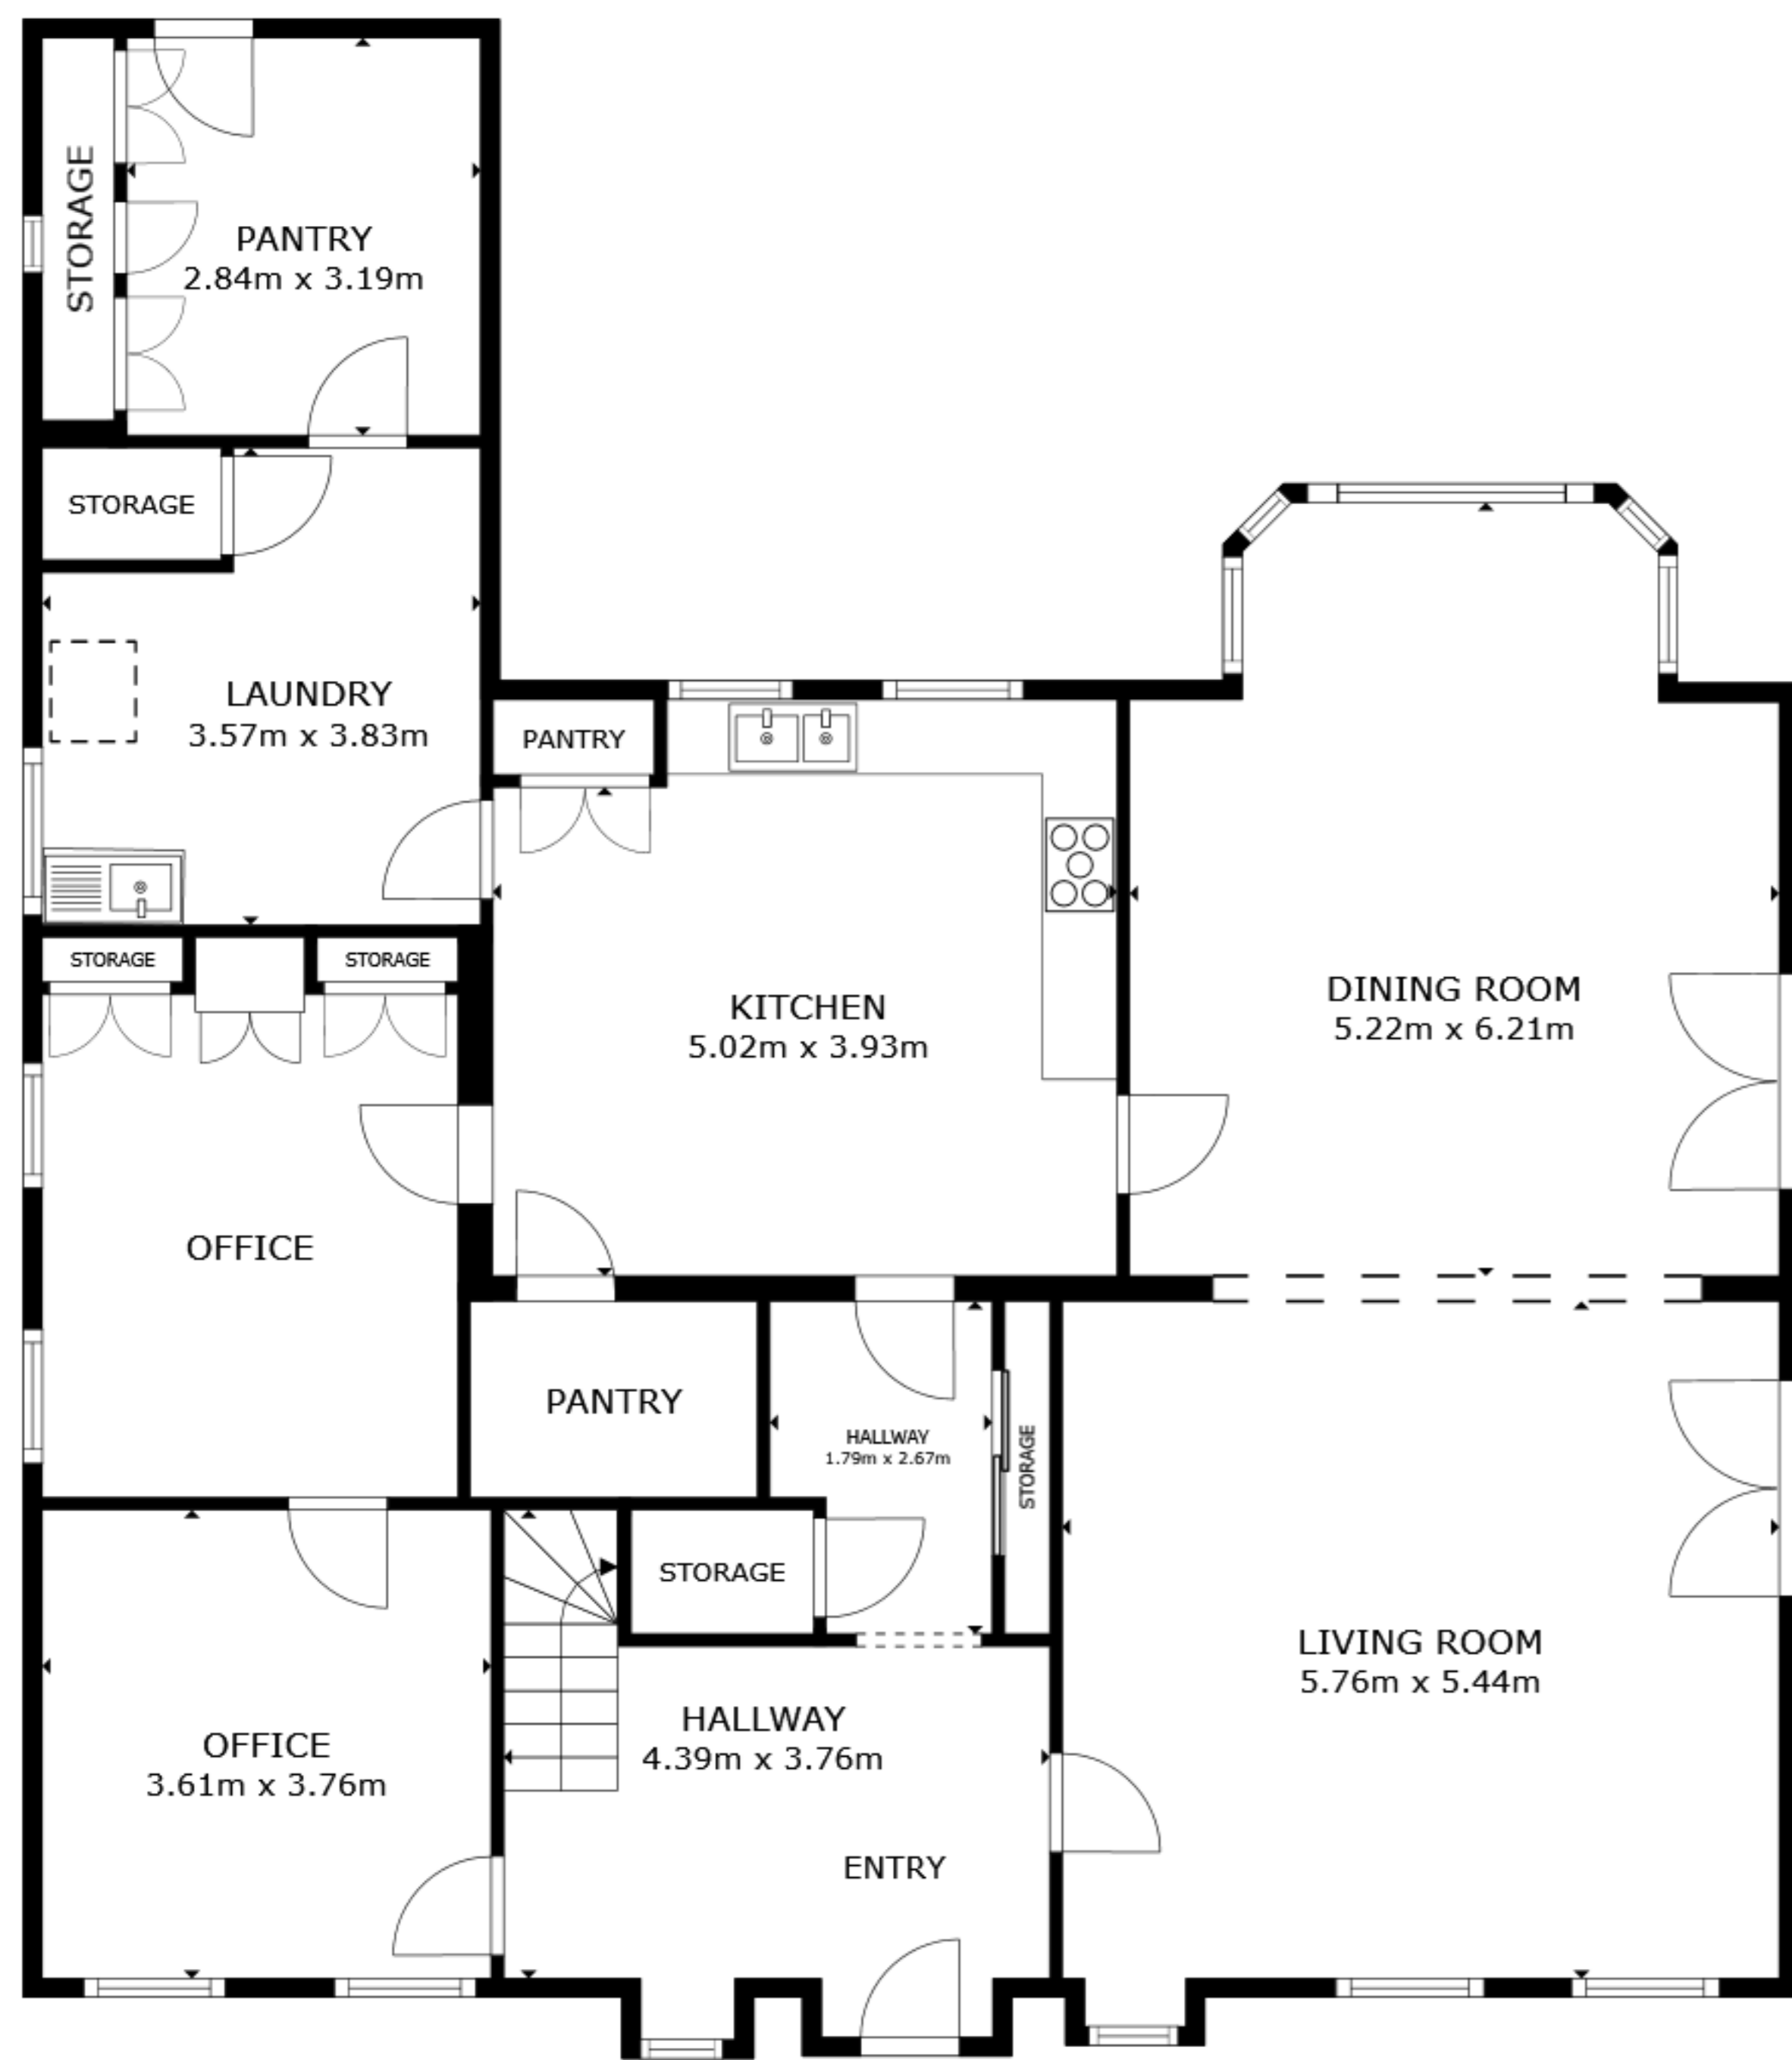 STORAGE
PANTRY
2.84m x 3.19m
STORAGE
LAUNDRY
3.57m x 3.83m
PANTRY
STORAGE
STORAGE
KITCHEN
5.02m x 3.93m
DINING ROOM
5.22m x 6.21m
OFFICE
PANTRY
HALLWAY
1.79m x 2.67m
STORAGE
STORAGE
LIVING ROOM
5.76m x 5.44m
HALLWAY
4.39m x 3.76m
OFFICE
3.61m x 3.76m
ENTRY